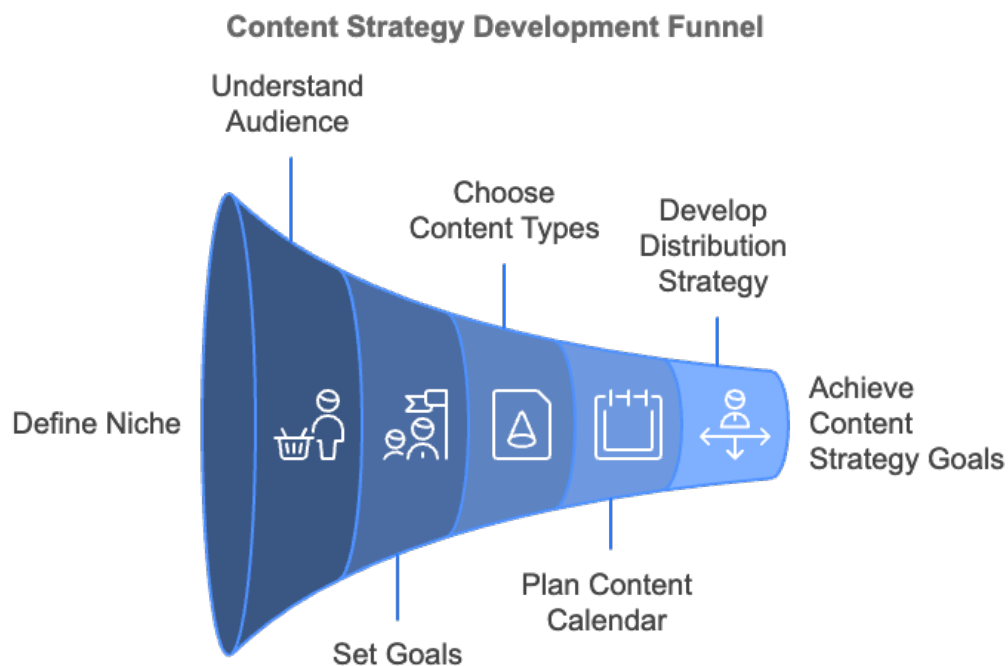 Content Strategy Development Funnel
Understand
Audience
Choose
Content Types
Develop
Distribution
Strategy
Define Niche
Achieve
Content
Strategy Goals
Plan Content
Calendar
Set Goals